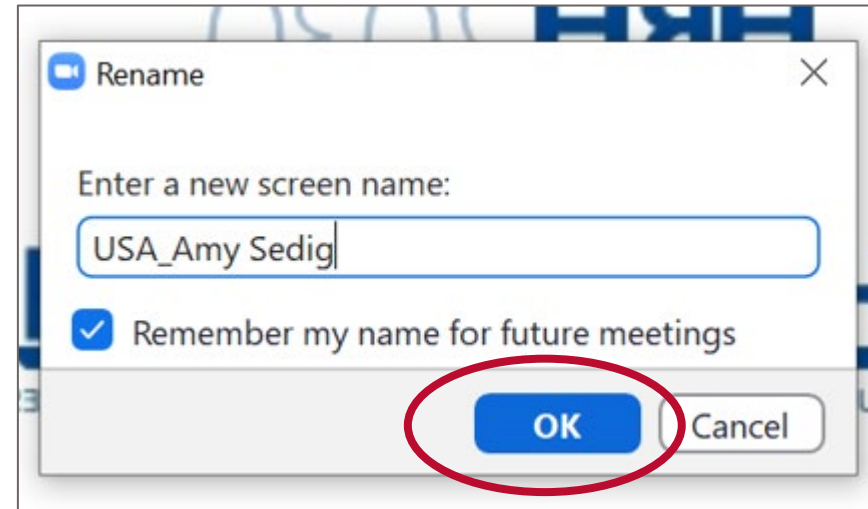 Rename
Enter a new screen name:
USA_Amy Sedig
Remember my name for future meetings
OK Cancel